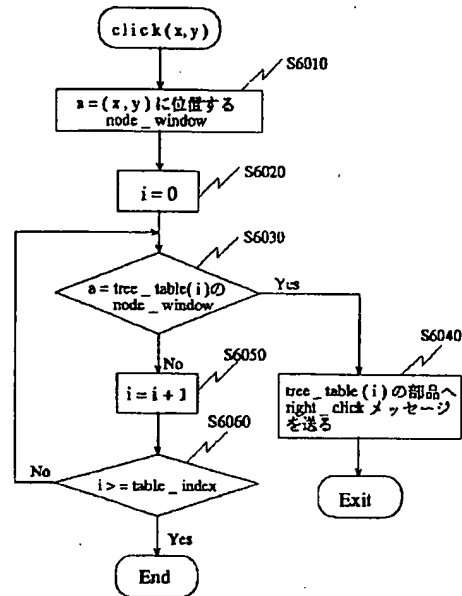 click(x,y)
S6010
a=(x,y)に位置する
node_window
S6020
i=0
S6030
a=tree_table(i)の
node_window
Yes
No
S6050
i=i+1
S6040
tree_table(i)の部品へ
right_clickメッセージ
を送る
S6060
No
i>=table_index
Yes
Exit
End